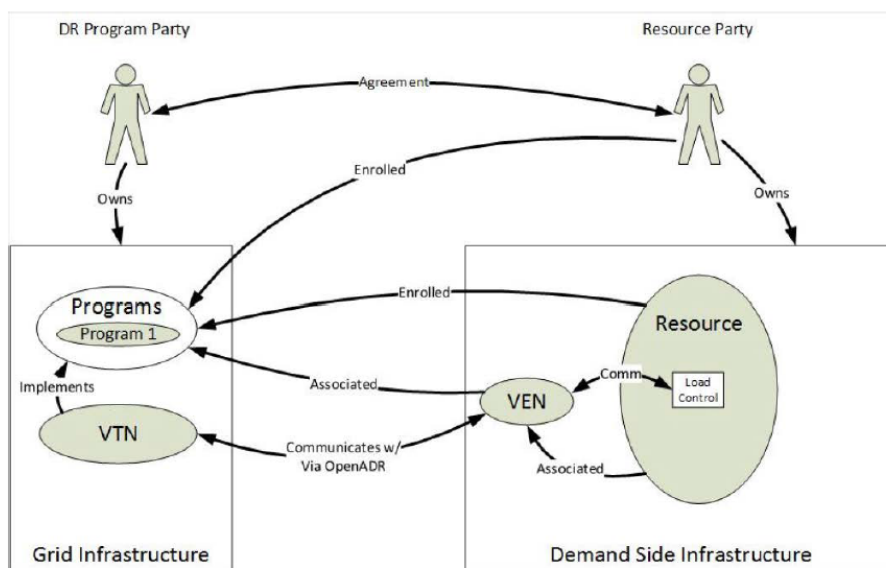 DR Program Party
Resource Party
Agreement
Enrolled
Owns
Owns
Programs
Program 1
Enrolled
Resource
Implements
Associated
VEN
Comm
Load
Control
VTN
Communicates w/
Via OpenADR
Associated
Grid Infrastructure
Demand Side Infrastructure